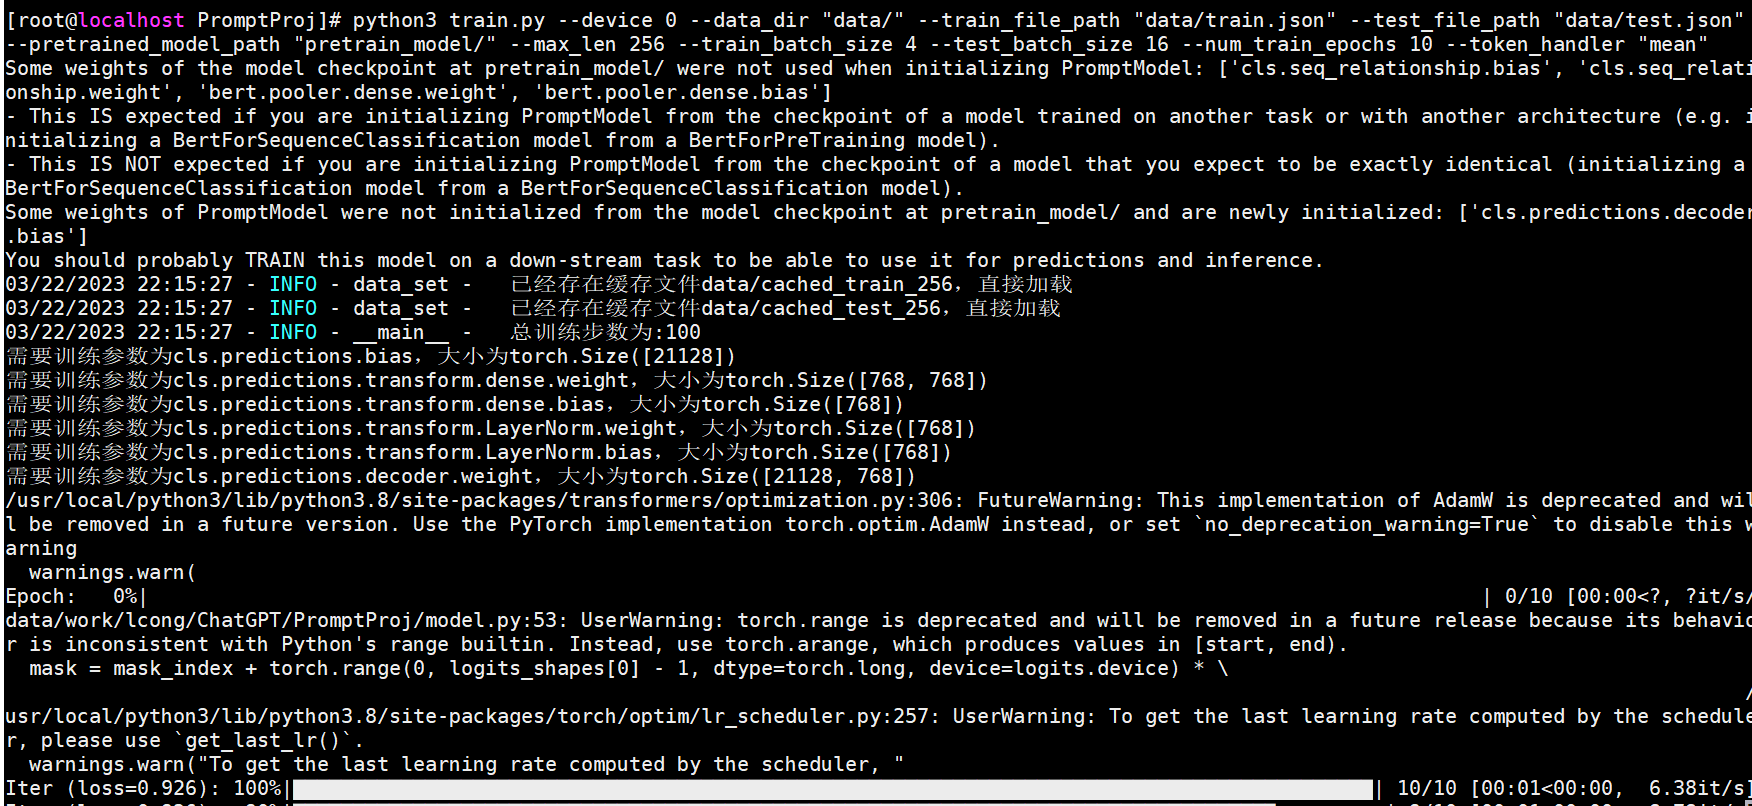 [root@localhost PromptProj]# python3 train.py --device 0 --data_dir "data/" --train_file_path "data/train.json" --test_file_path "data/test.json"
--pretrained_model_path "pretrain_model/" --max_len 256 --train_batch_size 4 --test_batch_size 16 --num_train_epochs 10 --token_handler "mean"
Some weights of the model checkpoint at pretrain_model/ were not used when initializing PromptModel: ['cls.seq_relationship.bias', 'cls.seq_relati
onship.weight', 'bert.pooler.dense.weight', 'bert.pooler.dense.bias']
- This IS expected if you are initializing PromptModel from the checkpoint of a model trained on another task or with another architecture (e.g. i
nitializing a BertForSequenceClassification model from a BertForPreTraining model).
- This IS NOT expected if you are initializing PromptModel from the checkpoint of a model that you expect to be exactly identical (initializing a
BertForSequenceClassification model from a BertForSequenceClassification model).
Some weights of PromptModel were not initialized from the model checkpoint at pretrain_model/ and are newly initialized: ['cls.predictions.decoder
.bias']
You should probably TRAIN this model on a down-stream task to be able to use it for predictions and inference.
03/22/2023 22:15:27 - INFO - data_set -   已经存在缓存文件data/cached_train_256，直接加载
03/22/2023 22:15:27 - INFO - data_set -   已经存在缓存文件data/cached_test_256，直接加载
03/22/2023 22:15:27 - INFO - __main__ -   总训练步数为:100
需要训练参数为cls.predictions.bias，大小为torch.Size([21128])
需要训练参数为cls.predictions.transform.dense.weight，大小为torch.Size([768, 768])
需要训练参数为cls.predictions.transform.dense.bias，大小为torch.Size([768])
需要训练参数为cls.predictions.transform.LayerNorm.weight，大小为torch.Size([768])
需要训练参数为cls.predictions.transform.LayerNorm.bias，大小为torch.Size([768])
需要训练参数为cls.predictions.decoder.weight，大小为torch.Size([21128, 768])
/usr/local/python3/lib/python3.8/site-packages/transformers/optimization.py:306: FutureWarning: This implementation of AdamW is deprecated and wil
l be removed in a future version. Use the PyTorch implementation torch.optim.AdamW instead, or set `no_deprecation_warning=True` to disable this w
arning
  warnings.warn(
Epoch:   0%|                                | 0/10 [00:00<?, ?it/s/
data/work/lcong/ChatGPT/PromptProj/model.py:53: UserWarning: torch.range is deprecated and will be removed in a future release because its behavio
r is inconsistent with Python's range builtin. Instead, use torch.arange, which produces values in [start, end).
  mask = mask_index + torch.range(0, logits_shapes[0] - 1, dtype=torch.long, device=logits.device) * \
/
usr/local/python3/lib/python3.8/site-packages/torch/optim/lr_scheduler.py:257: UserWarning: To get the last learning rate computed by the schedule
r, please use `get_last_lr()`.
  warnings.warn("To get the last learning rate computed by the scheduler, "
Iter (loss=0.926): 100%|                                | 10/10 [00:01<00:00,  6.38it/s]